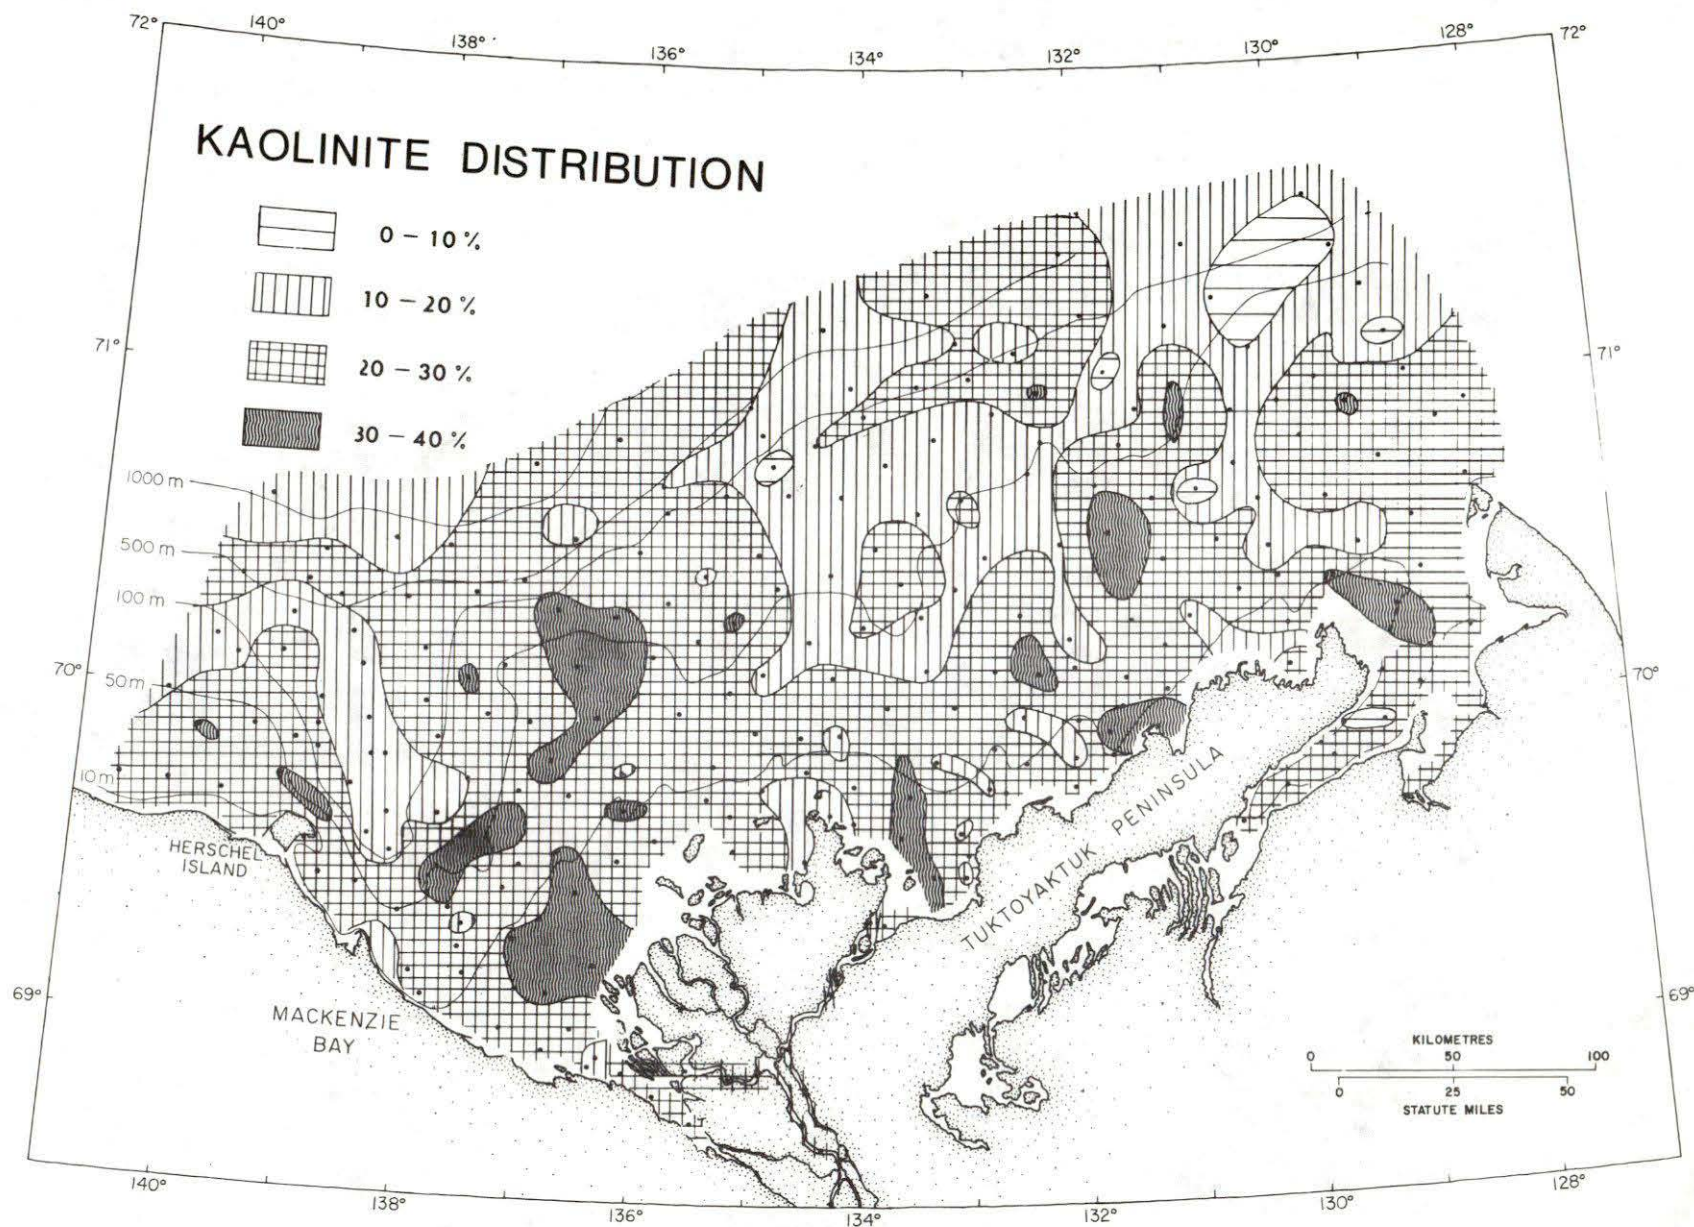 72°
140°
138°
136°
134°
132°
130°
128°
72°
KAOLINITE DISTRIBUTION
0 – 10 %
10 – 20 %
20 – 30 %
30 – 40 %
71°
71°
1000 m
500 m
100 m
70°
70°
50 m
10 m
HERSCHEL
ISLAND
TUKTOYAKTUK PENINSULA
69°
69°
MACKENZIE
BAY
KILOMETRES
0 50 100
0 25 50
STATUTE MILES
140°
138°
136°
134°
132°
130°
128°